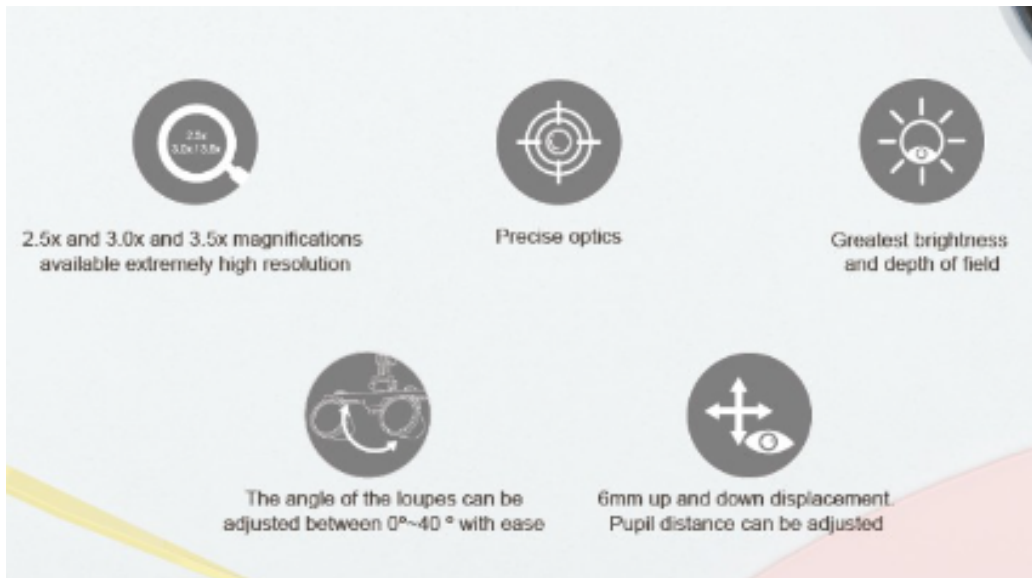 2.5x
3.0x / 3.5x
2.5x and 3.0x and 3.5x magnifications
available extremely high resolution
Precise optics
Greatest brightness
and depth of field
The angle of the loupes can be
adjusted between 0º~40 º with ease
6mm up and down displacement.
Pupil distance can be adjusted